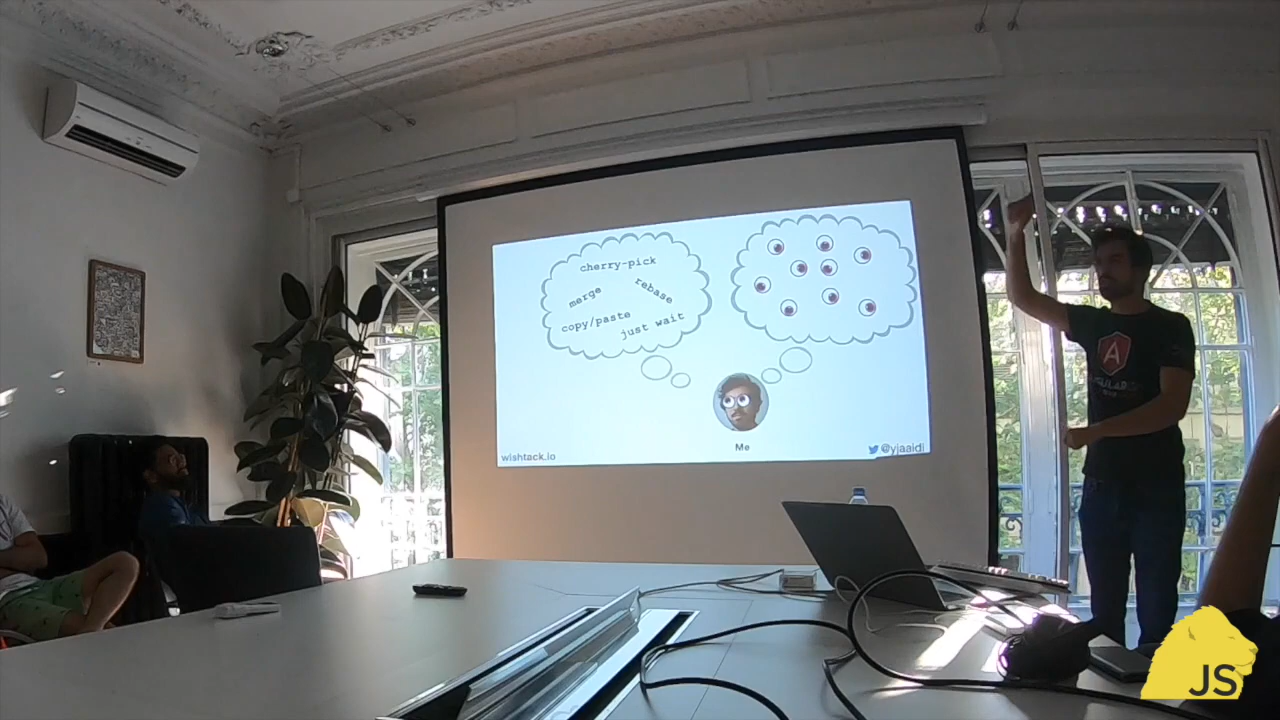 cherry-pick
merge
rebase
copy/paste
just wait
Me
wishtack.io
@yjaaidi
A
JS